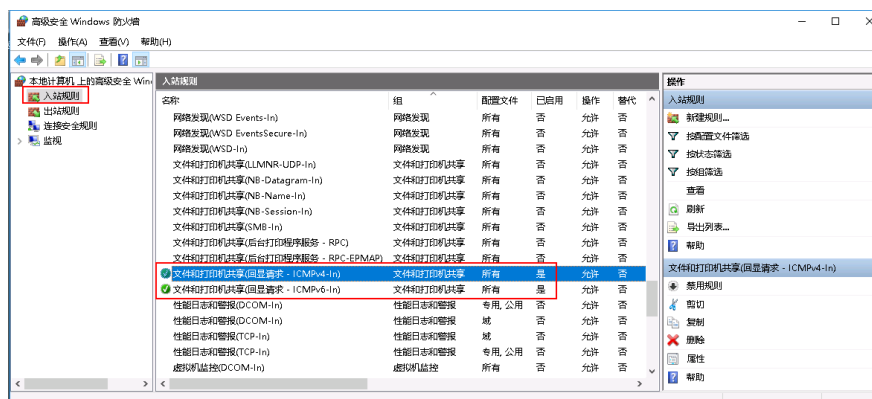 高级安全 Windows 防火墙
文件(F) 操作(A) 查看(V) 帮助(H)
本地计算机 上的高级安全 Win
入站规则
出站规则
连接安全规则
监视
入站规则
名称 组 配置文件 已启用 操作 替代
网络发现(WSD Events-In) 网络发现 所有 否 允许 否
网络发现(WSD EventsSecure-In) 网络发现 所有 否 允许 否
网络发现(WSD-In) 网络发现 所有 否 允许 否
文件和打印机共享(LLMNR-UDP-In) 文件和打印机共享 所有 否 允许 否
文件和打印机共享(NB-Datagram-In) 文件和打印机共享 所有 否 允许 否
文件和打印机共享(NB-Name-In) 文件和打印机共享 所有 否 允许 否
文件和打印机共享(NB-Session-In) 文件和打印机共享 所有 否 允许 否
文件和打印机共享(SMB-In) 文件和打印机共享 所有 否 允许 否
文件和打印机共享(后台打印程序服务 - RPC) 文件和打印机共享 所有 否 允许 否
文件和打印机共享(后台打印程序服务 - RPC-EPMAP) 文件和打印机共享 所有 否 允许 否
文件和打印机共享(回显请求 - ICMPv4-In) 文件和打印机共享 所有 是 允许 否
文件和打印机共享(回显请求 - ICMPv6-In) 文件和打印机共享 所有 是 允许 否
性能日志和警报(DCOM-In) 性能日志和警报 专用, 公用 否 允许 否
性能日志和警报(DCOM-In) 性能日志和警报 域 否 允许 否
性能日志和警报(TCP-In) 性能日志和警报 域 否 允许 否
性能日志和警报(TCP-In) 性能日志和警报 专用, 公用 否 允许 否
虚拟机监控(DCOM-In) 虚拟机监控 所有 否 允许 否
操作
入站规则
新建规则...
按配置文件筛选
按状态筛选
按组筛选
查看
刷新
导出列表...
帮助
文件和打印机共享(回显请求 - ICMPv4-In)
禁用规则
剪切
复制
删除
属性
帮助